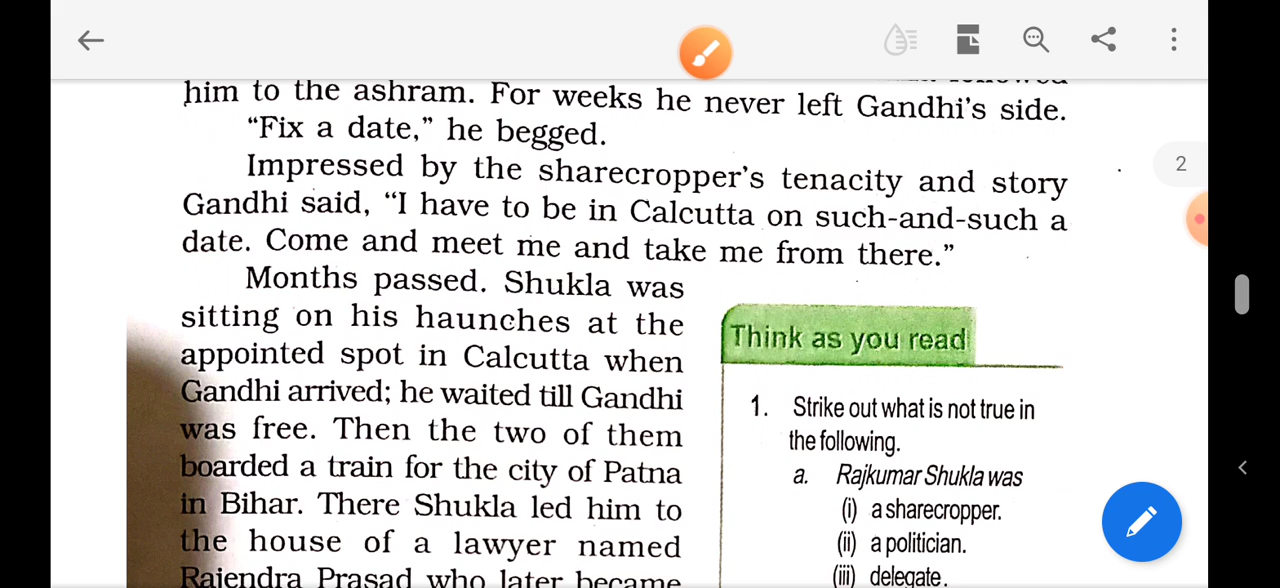 him to the ashram. For weeks he never left Gandhi's side.
2
"Fix a date," he begged.
Impressed by the sharecropper's tenacity and story
Gandhi said, "I have to be in Calcutta on such-and-such a
date. Come and meet me and take me from there."
Months passed. Shukla was
sitting on his haunches at the
appointed spot in Calcutta when
Gandhi arrived; he waited till Gandhi
was free. Then the two of them
boarded a train for the city of Patna
in Bihar. There Shukla led him to
the house of a lawyer named
Rajendra Prasad who later became
Think as you read
1. Strike out what is not true in
the following.
a. Rajkumar Shukla was
(i) a sharecropper.
(ii) a politician.
(iii) delegate.